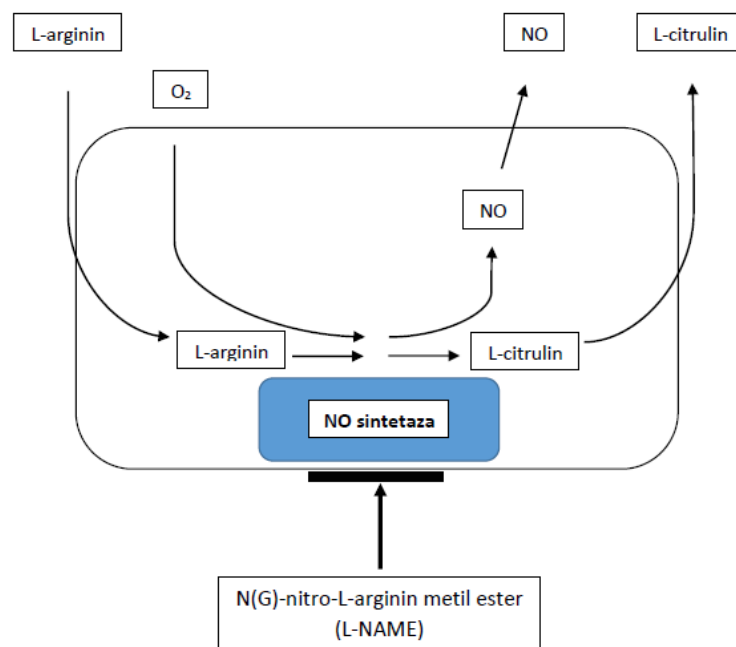 L-arginin
NO
L-citrulin
O₂
NO
L-arginin
L-citrulin
NO sintetaza
N(G)-nitro-L-arginin metil ester
(L-NAME)